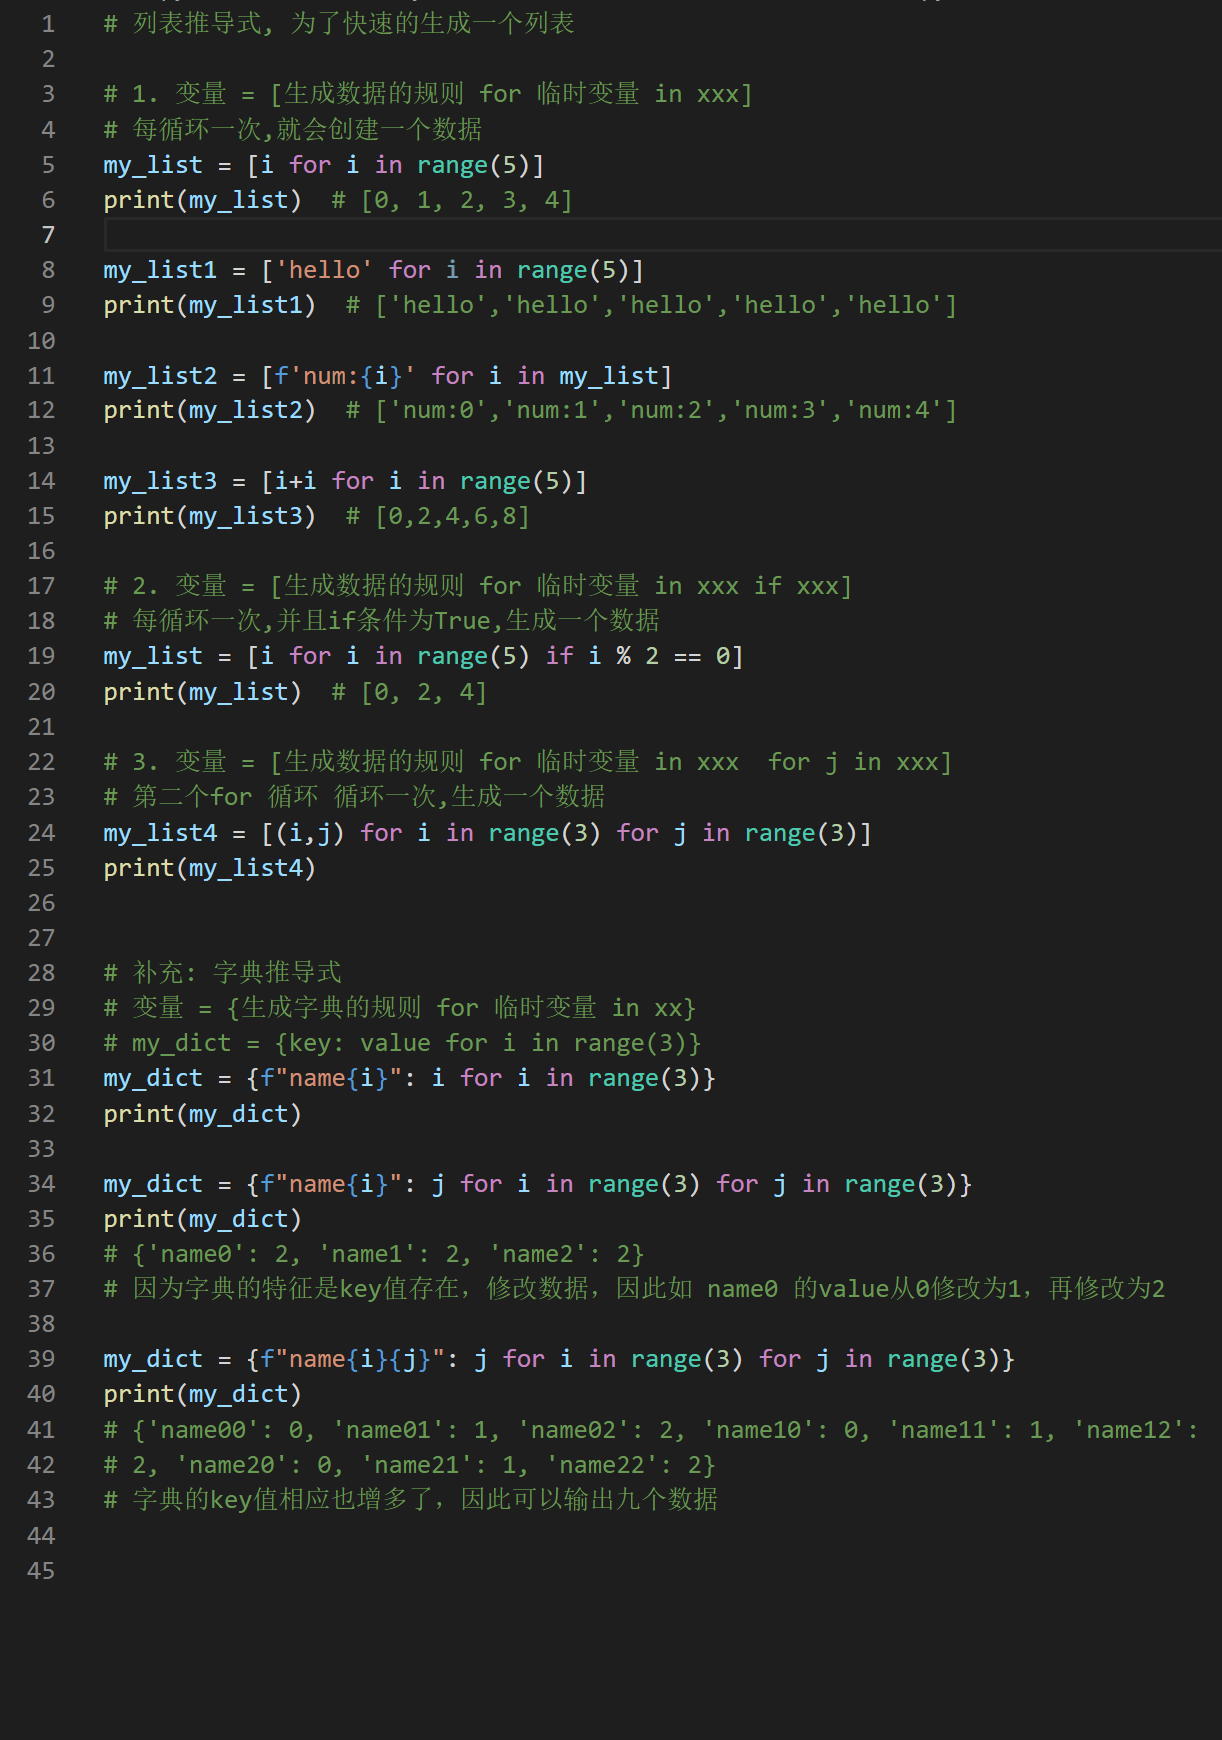 1 # 列表推导式, 为了快速的生成一个列表
2
3 # 1. 变量 = [生成数据的规则 for 临时变量 in xxx]
4 # 每循环一次,就会创建一个数据
5 my_list = [i for i in range(5)]
6 print(my_list)  # [0, 1, 2, 3, 4]
7
8 my_list1 = ['hello' for i in range(5)]
9 print(my_list1)  # ['hello','hello','hello','hello','hello']
10
11 my_list2 = [f'num:{i}' for i in my_list]
12 print(my_list2)  # ['num:0','num:1','num:2','num:3','num:4']
13
14 my_list3 = [i+i for i in range(5)]
15 print(my_list3)  # [0,2,4,6,8]
16
17 # 2. 变量 = [生成数据的规则 for 临时变量 in xxx if xxx]
18 # 每循环一次,并且if条件为True,生成一个数据
19 my_list = [i for i in range(5) if i % 2 == 0]
20 print(my_list)  # [0, 2, 4]
21
22 # 3. 变量 = [生成数据的规则 for 临时变量 in xxx  for j in xxx]
23 # 第二个for 循环 循环一次,生成一个数据
24 my_list4 = [(i,j) for i in range(3) for j in range(3)]
25 print(my_list4)
26
27
28 # 补充: 字典推导式
29 # 变量 = {生成字典的规则 for 临时变量 in xx}
30 # my_dict = {key: value for i in range(3)}
31 my_dict = {f"name{i}": i for i in range(3)}
32 print(my_dict)
33
34 my_dict = {f"name{i}": j for i in range(3) for j in range(3)}
35 print(my_dict)
36 # {'name0': 2, 'name1': 2, 'name2': 2}
37 # 因为字典的特征是key值存在，修改数据，因此如 name0 的value从0修改为1，再修改为2
38
39 my_dict = {f"name{i}{j}": j for i in range(3) for j in range(3)}
40 print(my_dict)
41 # {'name00': 0, 'name01': 1, 'name02': 2, 'name10': 0, 'name11': 1, 'name12':
42 # 2, 'name20': 0, 'name21': 1, 'name22': 2}
43 # 字典的key值相应也增多了，因此可以输出九个数据
44
45